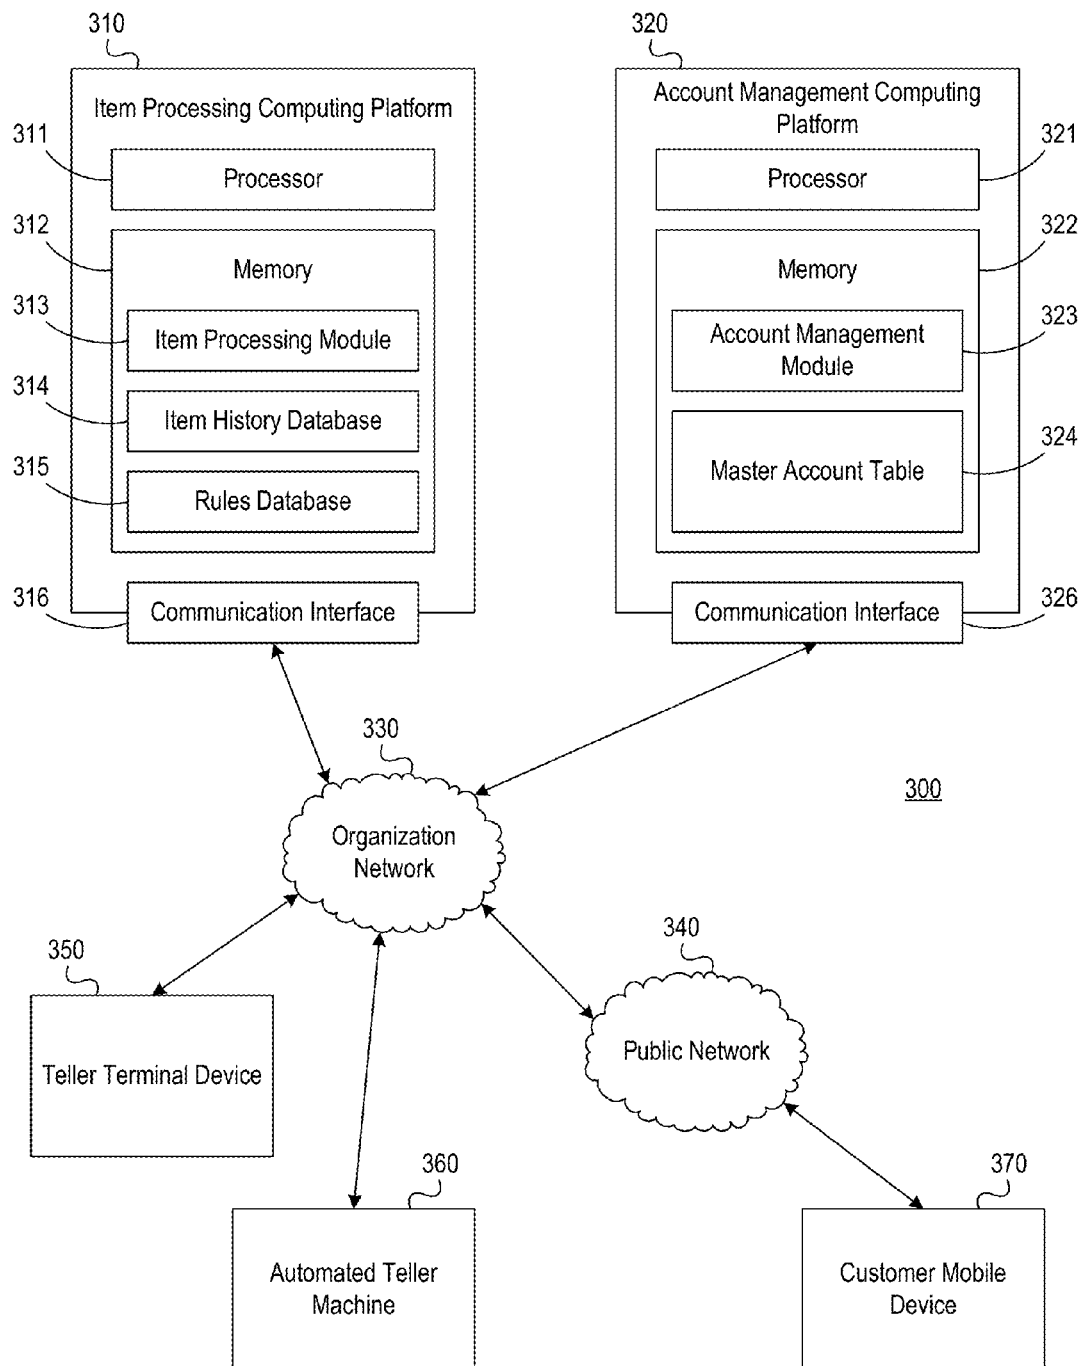 310
Item Processing Computing Platform
311
Processor
312
Memory
313
Item Processing Module
314
Item History Database
315
Rules Database
316
Communication Interface
320
Account Management Computing
Platform
321
Processor
322
Memory
323
Account Management
Module
324
Master Account Table
326
Communication Interface
330
Organization
Network
300
340
Public Network
350
Teller Terminal Device
360
Automated Teller
Machine
370
Customer Mobile
Device